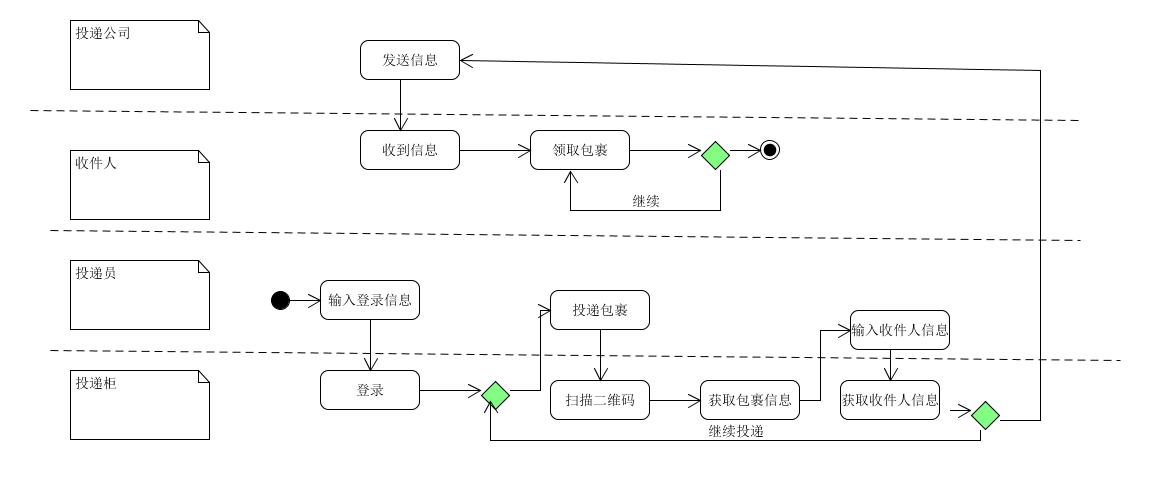 投递公司
发送信息
收件人
收到信息
领取包裹
继续
投递员
输入登录信息
投递包裹
输入收件人信息
投递柜
登录
扫描二维码
获取包裹信息
获取收件人信息
继续投递